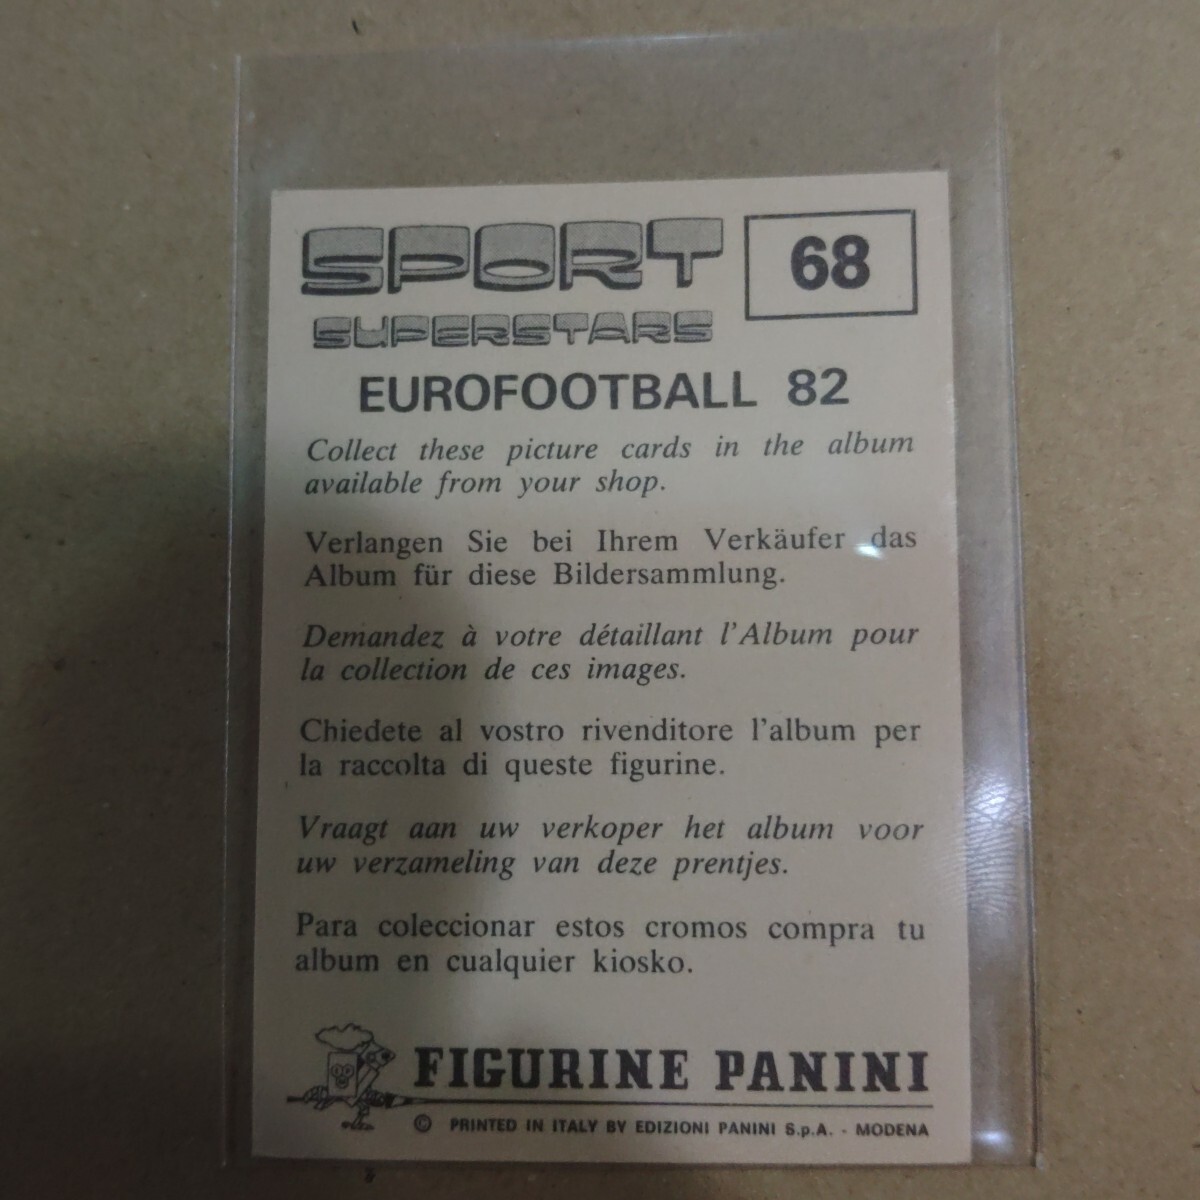 SPORT
68
SUPERSTARS
EUROFOOTBALL 82
Collect these picture cards in the album
available from your shop.
Verlangen Sie bei Ihrem Verkäufer das
Album für diese Bildersammlung.
Demandez à votre détaillant l'Album pour
la collection de ces images.
Chiedete al vostro rivenditore l'album per
la raccolta di queste figurine.
Vraagt aan uw verkoper het album voor
uw verzameling van deze prentjes.
Para coleccionar estos cromos compra tu
album en cualquier kiosko.
FIGURINE PANINI
© PRINTED IN ITALY BY EDIZIONI PANINI S.p.A. - MODENA